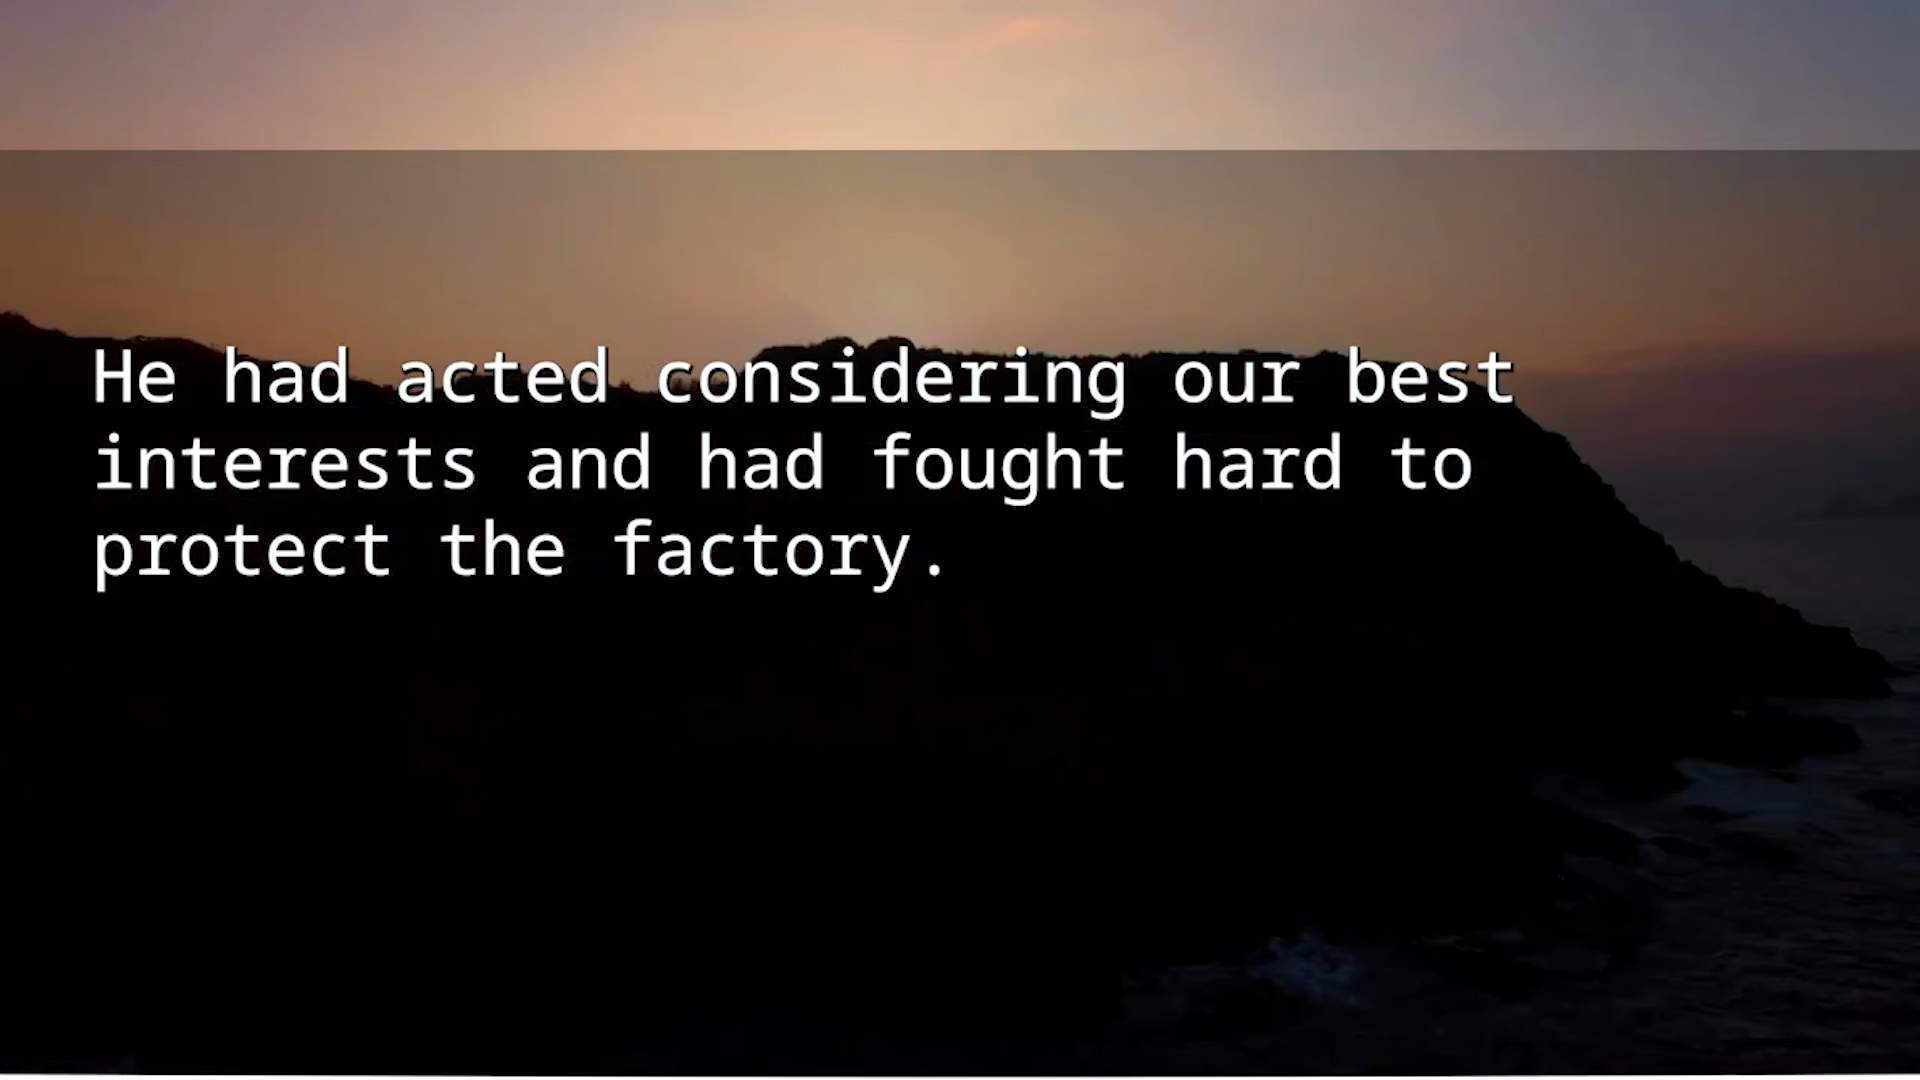 He had acted considering our best
interests and had fought hard to
protect the factory.